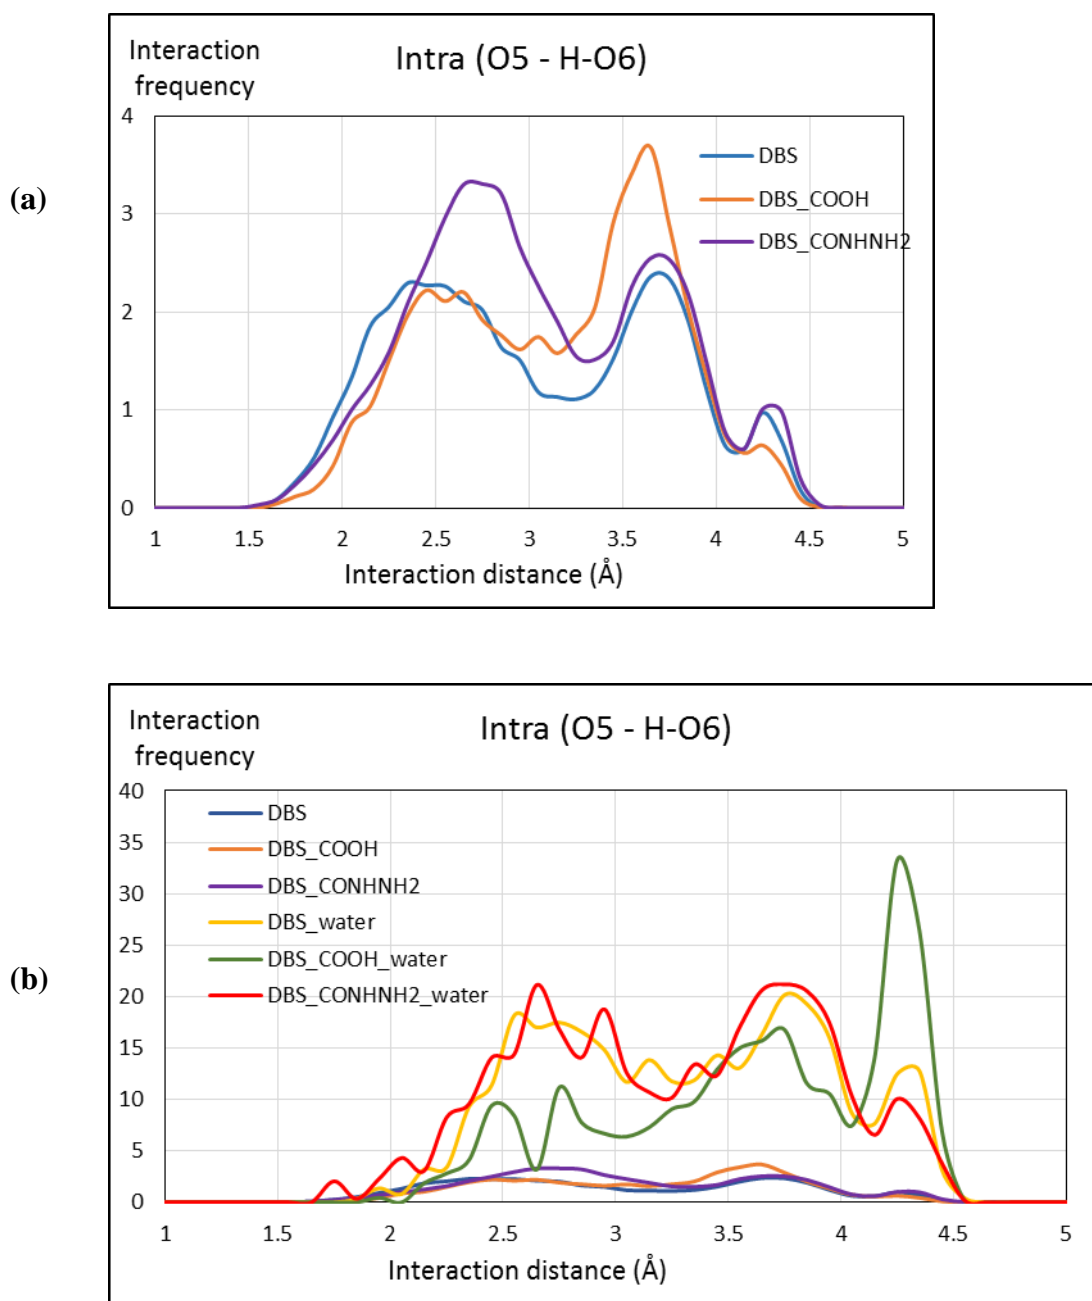 (a)
Interaction
frequency
Intra (O5 - H-O6)
4
3
2
1
0
DBS
DBS_COOH
DBS_CONHNH2
1 1.5 2 2.5 3 3.5 4 4.5 5
Interaction distance (Å)
(b)
Interaction
frequency
Intra (O5 - H-O6)
40
35
30
25
20
15
10
5
0
DBS
DBS_COOH
DBS_CONHNH2
DBS_water
DBS_COOH_water
DBS_CONHNH2_water
1 1.5 2 2.5 3 3.5 4 4.5 5
Interaction distance (Å)